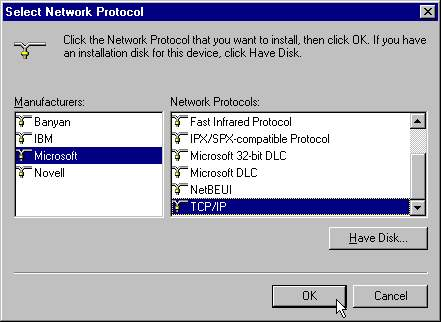 Select Network Protocol
Click the Network Protocol that you want to install, then click OK. If you have
an installation disk for this device, click Have Disk.
Manufacturers:
Banyan
IBM
Microsoft
Novell
Network Protocols:
Fast Infrared Protocol
IPX/SPX-compatible Protocol
Microsoft 32-bit DLC
Microsoft DLC
NetBEUI
TCP/IP
Have Disk...
OK
Cancel